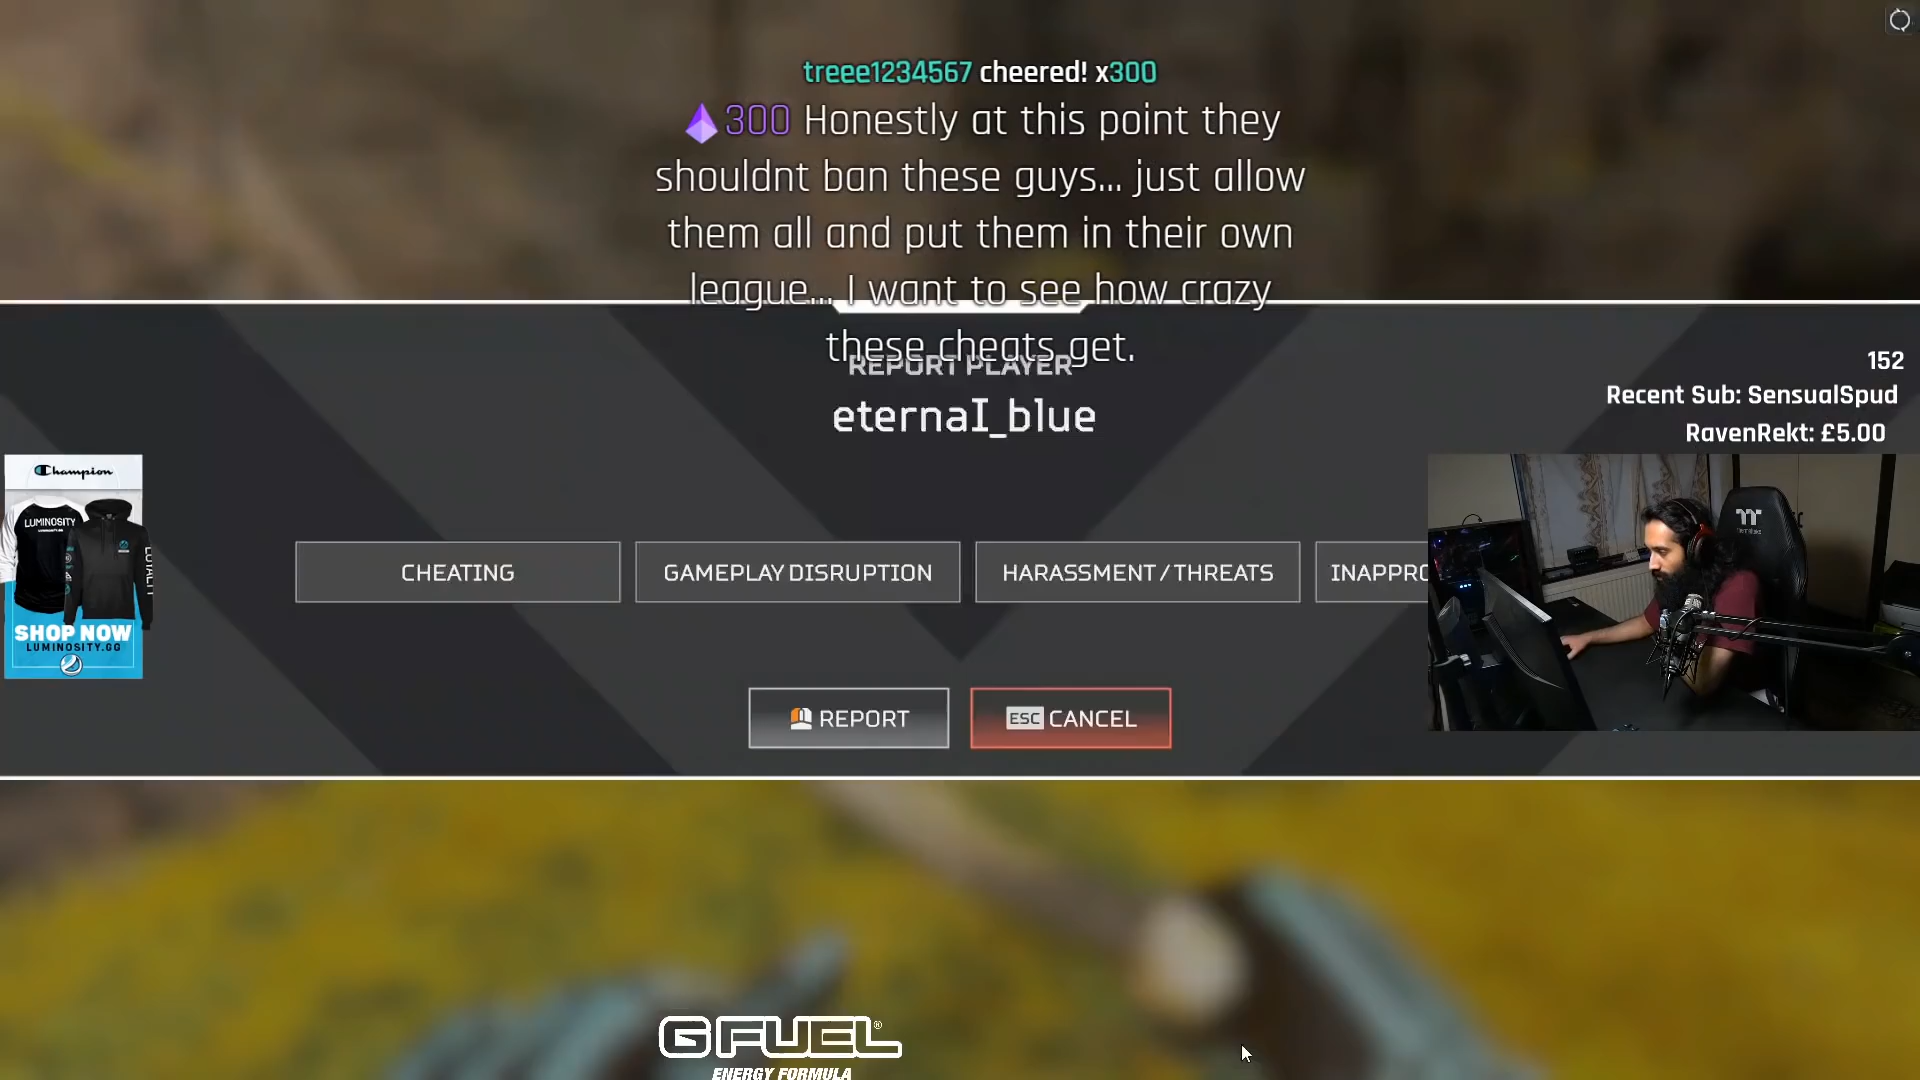 treee1234567 cheered! x300
300 Honestly at this point they
shouldnt ban these guys... just allow
them all and put them in their own
league... I want to see how crazy
these cheats get.
REPORT PLAYER
eternaI_blue
152
Recent Sub: SensualSpud
RavenRekt: £5.00
Champion
LUMINOSITY
LOYALTY
SHOP NOW
LUMINOSITY.GG
CHEATING
GAMEPLAY DISRUPTION
HARASSMENT / THREATS
INAPPRO
REPORT
ESC CANCEL
GFUEL®
ENERGY FORMULA